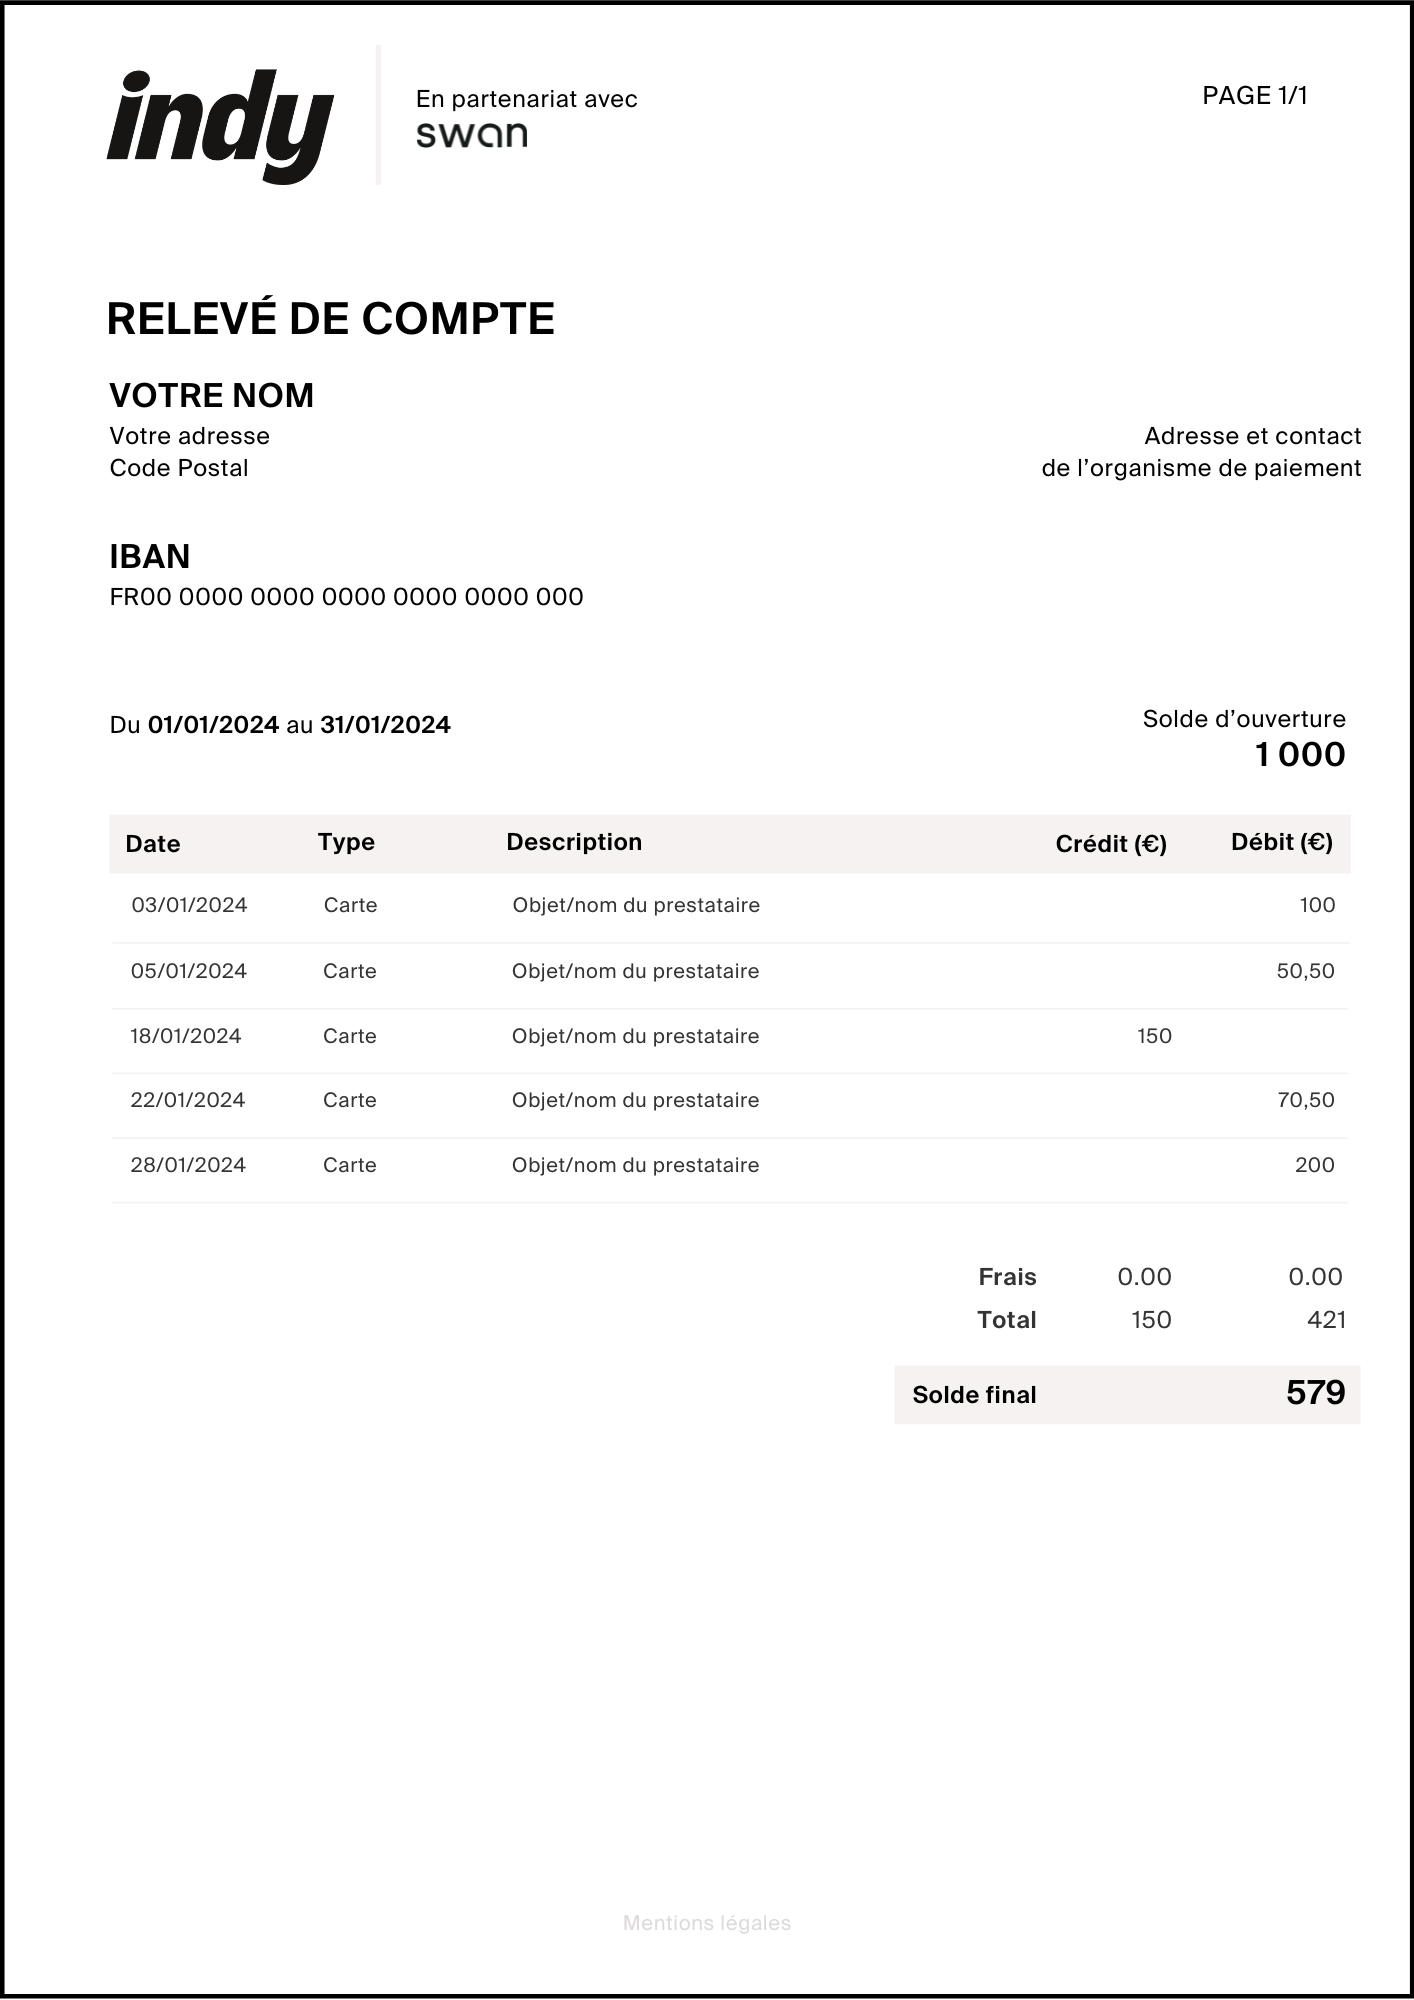 indy
En partenariat avec
swan
PAGE 1/1
RELEVÉ DE COMPTE
VOTRE NOM
Votre adresse
Code Postal
Adresse et contact
de l’organisme de paiement
IBAN
FR00 0000 0000 0000 0000 0000 000
Du 01/01/2024 au 31/01/2024
Solde d’ouverture
1 000
Date Type Description Crédit (€) Débit (€)
03/01/2024 Carte Objet/nom du prestataire 100
05/01/2024 Carte Objet/nom du prestataire 50,50
18/01/2024 Carte Objet/nom du prestataire 150
22/01/2024 Carte Objet/nom du prestataire 70,50
28/01/2024 Carte Objet/nom du prestataire 200
Frais 0.00 0.00
Total 150 421
Solde final 579
Mentions légales